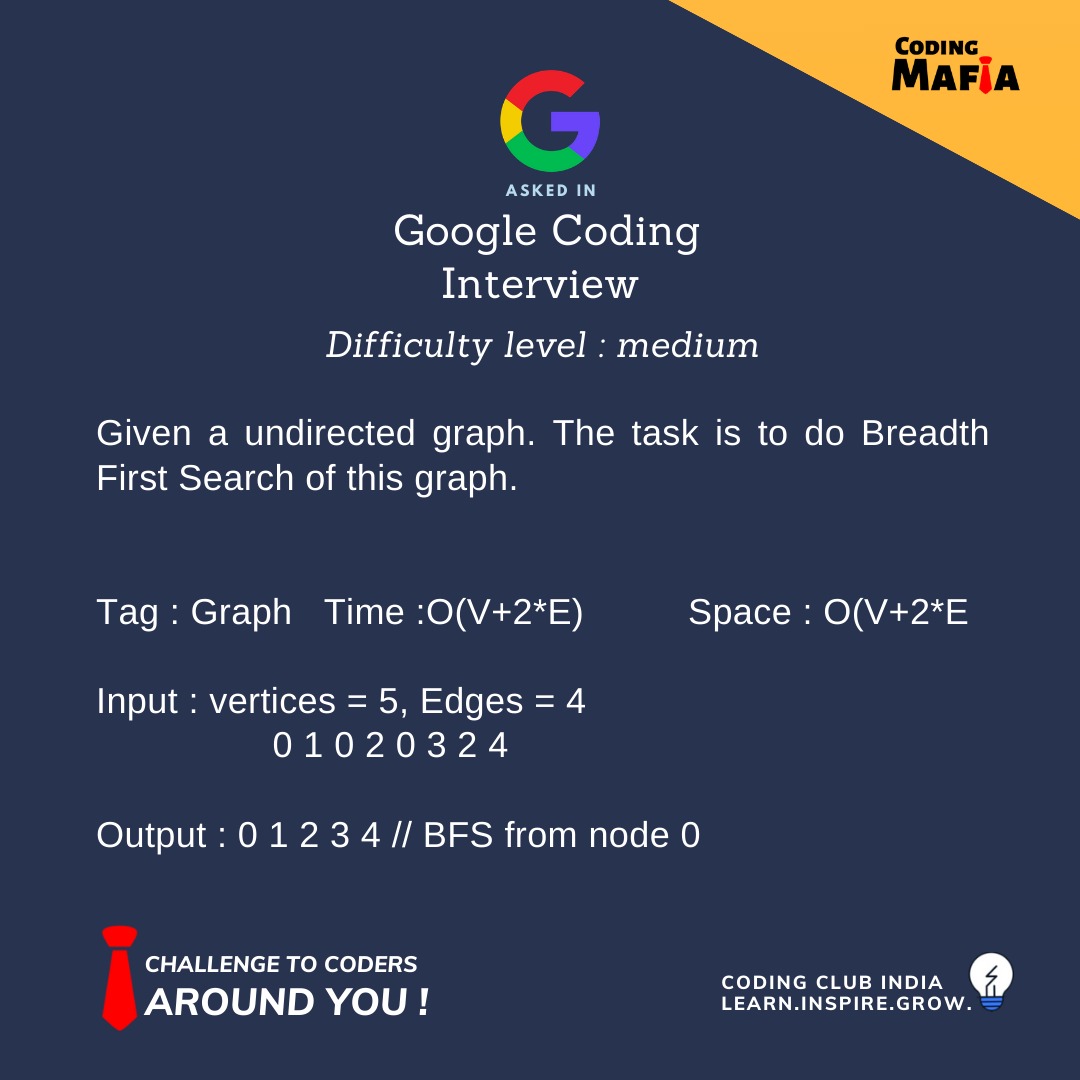 CODING
MAFIA
ASKED IN
Google Coding
Interview
Difficulty level : medium
Given a undirected graph. The task is to do Breadth
First Search of this graph.
Tag : Graph Time :O(V+2*E) Space : O(V+2*E
Input : vertices = 5, Edges = 4
0 1 0 2 0 3 2 4
Output : 0 1 2 3 4 // BFS from node 0
CHALLENGE TO CODERS
AROUND YOU !
CODING CLUB INDIA
LEARN.INSPIRE.GROW.